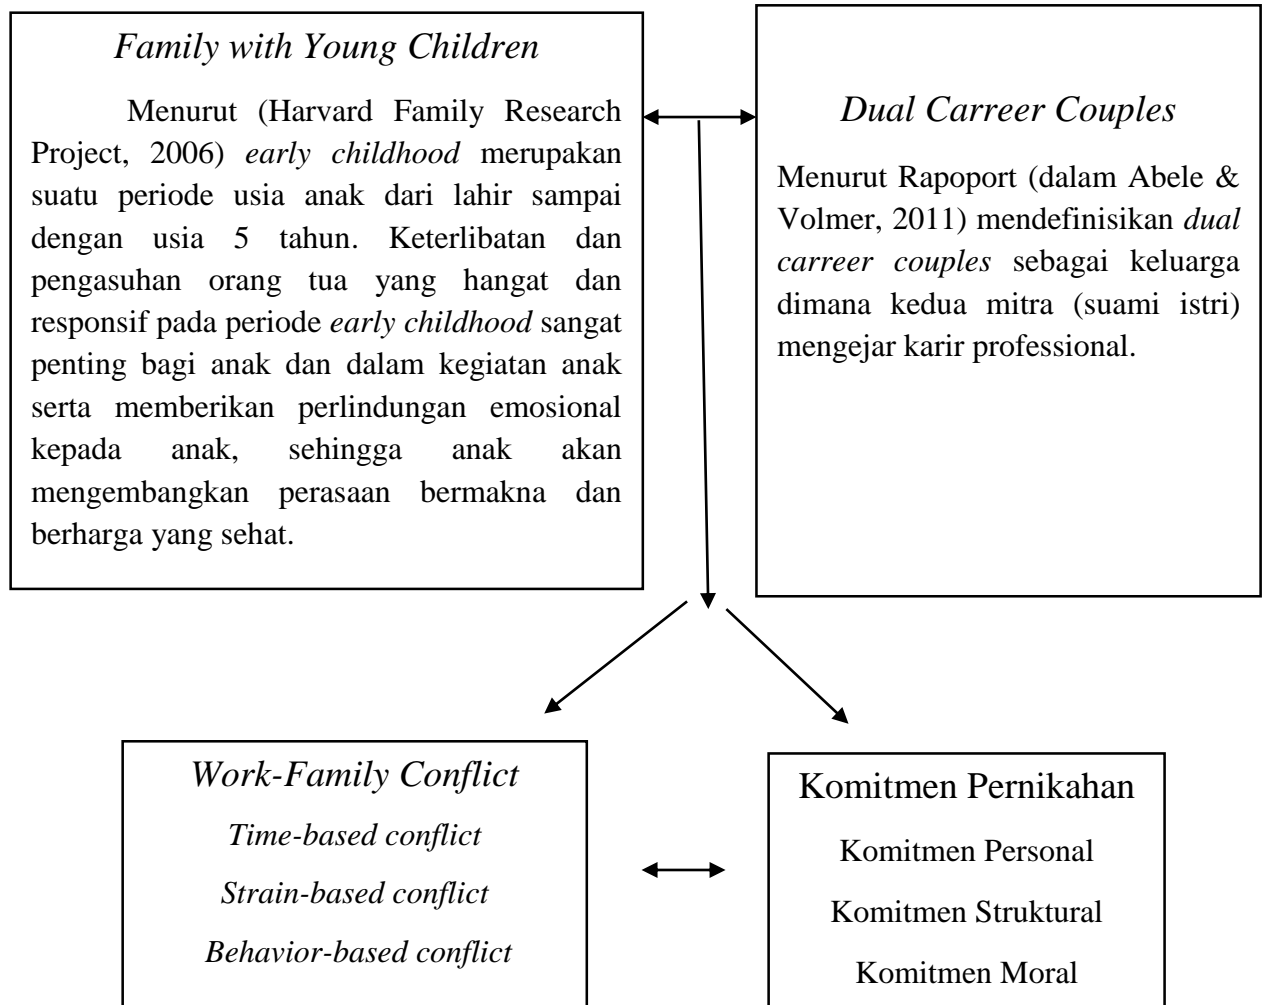 Family with Young Children
Menurut (Harvard Family Research
Project, 2006) early childhood merupakan
suatu periode usia anak dari lahir sampai
dengan usia 5 tahun. Keterlibatan dan
pengasuhan orang tua yang hangat dan
responsif pada periode early childhood sangat
penting bagi anak dan dalam kegiatan anak
serta memberikan perlindungan emosional
kepada anak, sehingga anak akan
mengembangkan perasaan bermakna dan
berharga yang sehat.
Dual Carreer Couples
Menurut Rapoport (dalam Abele &
Volmer, 2011) mendefinisikan dual
carreer couples sebagai keluarga
dimana kedua mitra (suami istri)
mengejar karir professional.
Work-Family Conflict
Time-based conflict
Strain-based conflict
Behavior-based conflict
Komitmen Pernikahan
Komitmen Personal
Komitmen Struktural
Komitmen Moral